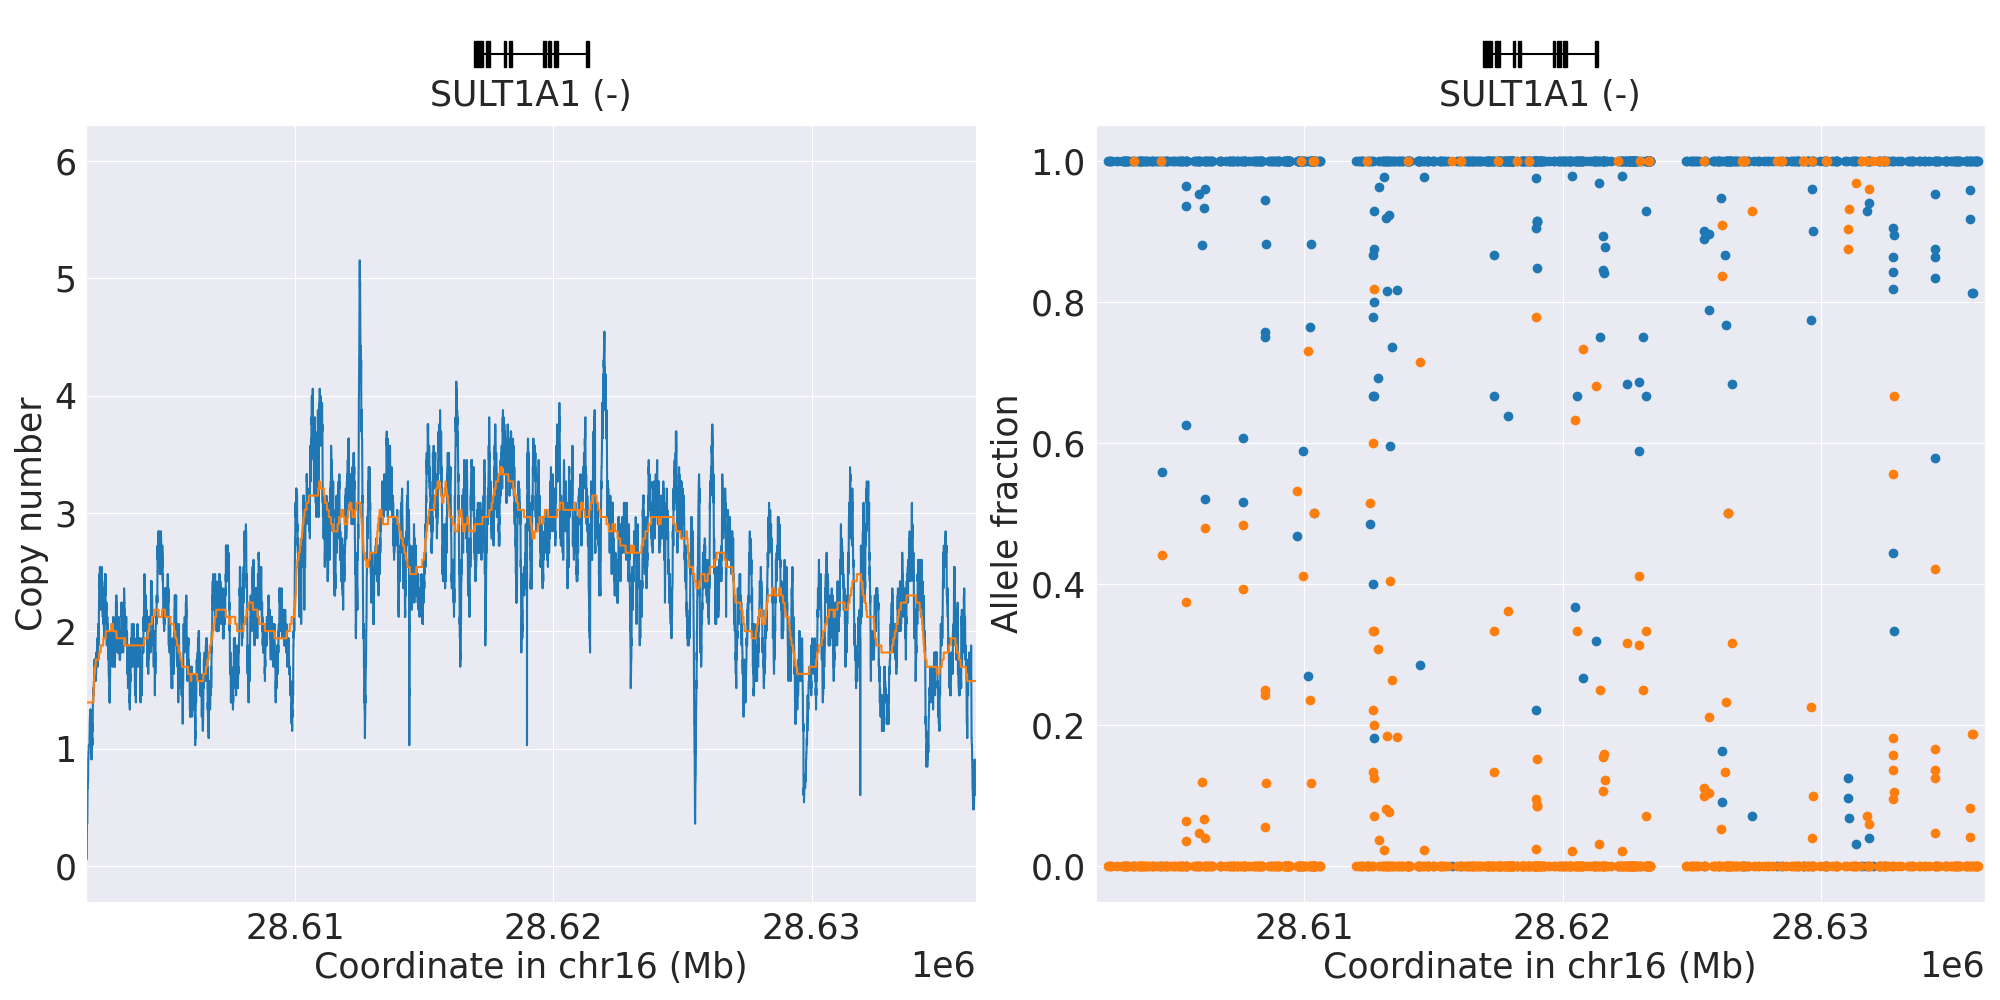 SULT1A1 (-)
6
5
4
3
2
1
0
Copy number
28.61
28.62
28.63
Coordinate in chr16 (Mb)
1e6
SULT1A1 (-)
1.0
0.8
0.6
0.4
0.2
0.0
Allele fraction
28.61
28.62
28.63
Coordinate in chr16 (Mb)
1e6